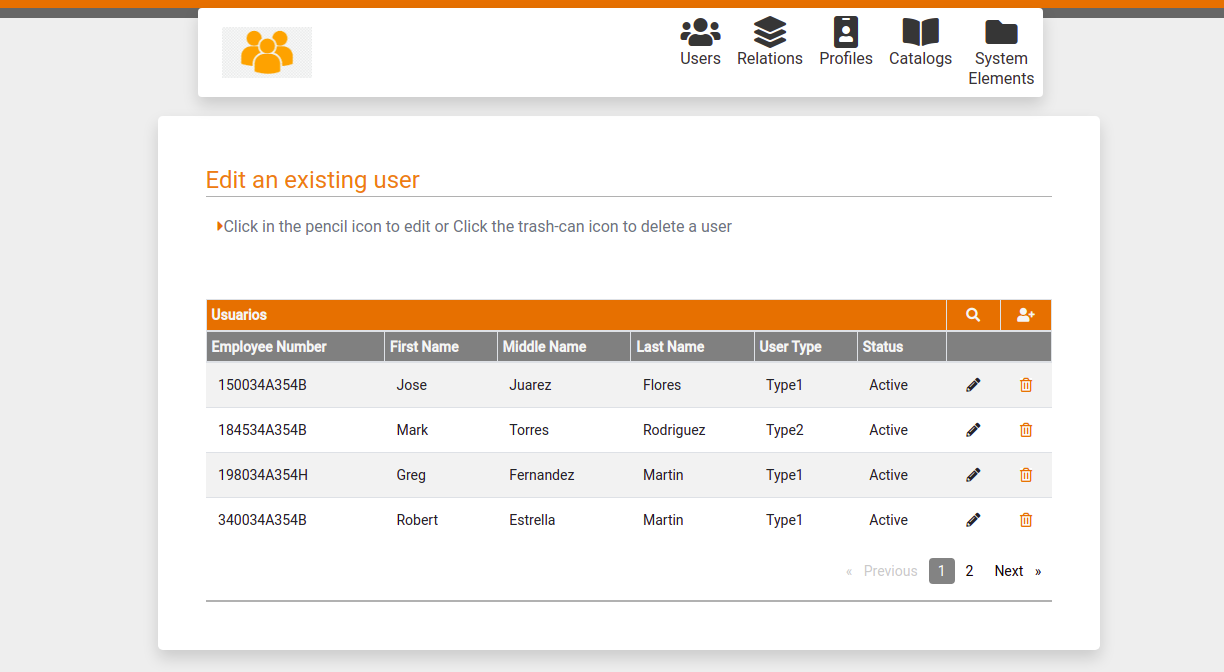 Users Relations Profiles Catalogs System Elements
Edit an existing user
Click in the pencil icon to edit or Click the trash-can icon to delete a user
Usuarios
Employee Number First Name Middle Name Last Name User Type Status
150034A354B Jose Juarez Flores Type1 Active
184534A354B Mark Torres Rodriguez Type2 Active
198034A354H Greg Fernandez Martin Type1 Active
340034A354B Robert Estrella Martin Type1 Active
« Previous 1 2 Next »